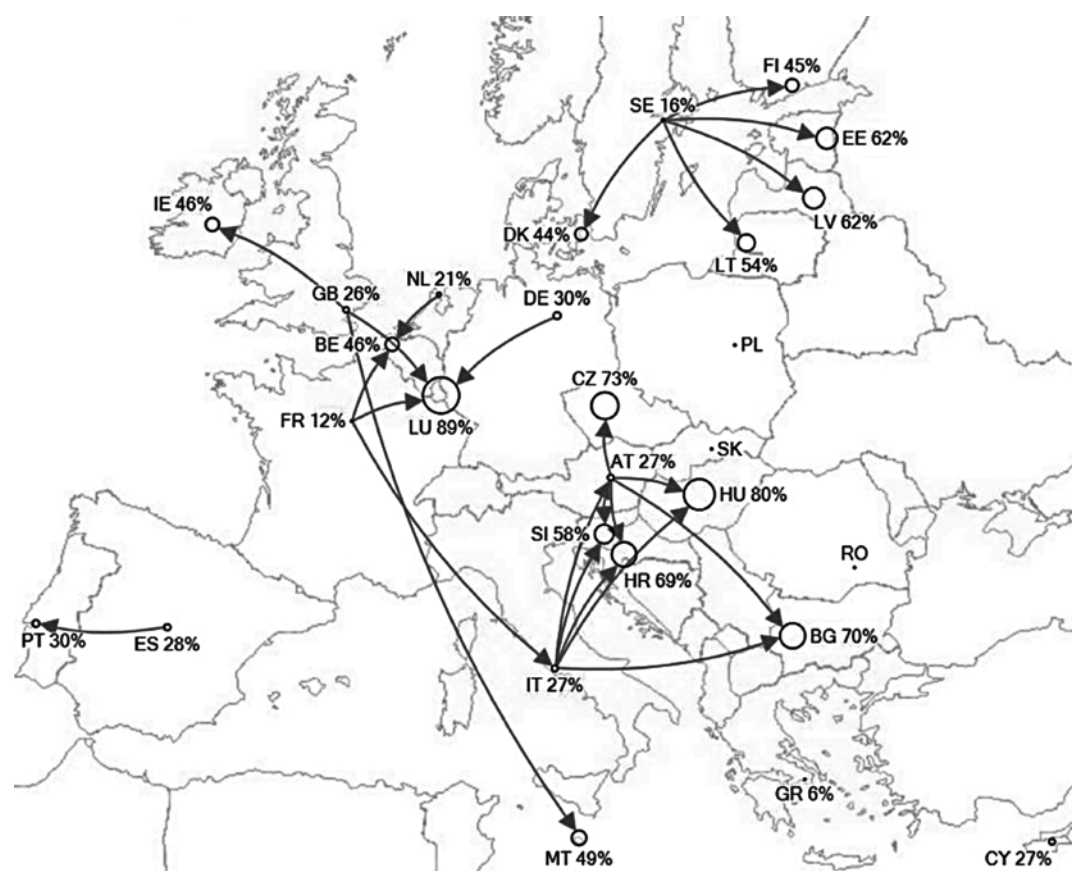 FI 45%
SE 16%
EE 62%
IE 46%
LV 62%
DK 44%
LT 54%
NL 21%
GB 26%
DE 30%
BE 46%
PL
CZ 73%
FR 12%
LU 89%
SK
AT 27%
HU 80%
SI 58%
RO
HR 69%
PT 30%
ES 28%
BG 70%
IT 27%
GR 6%
MT 49%
CY 27%